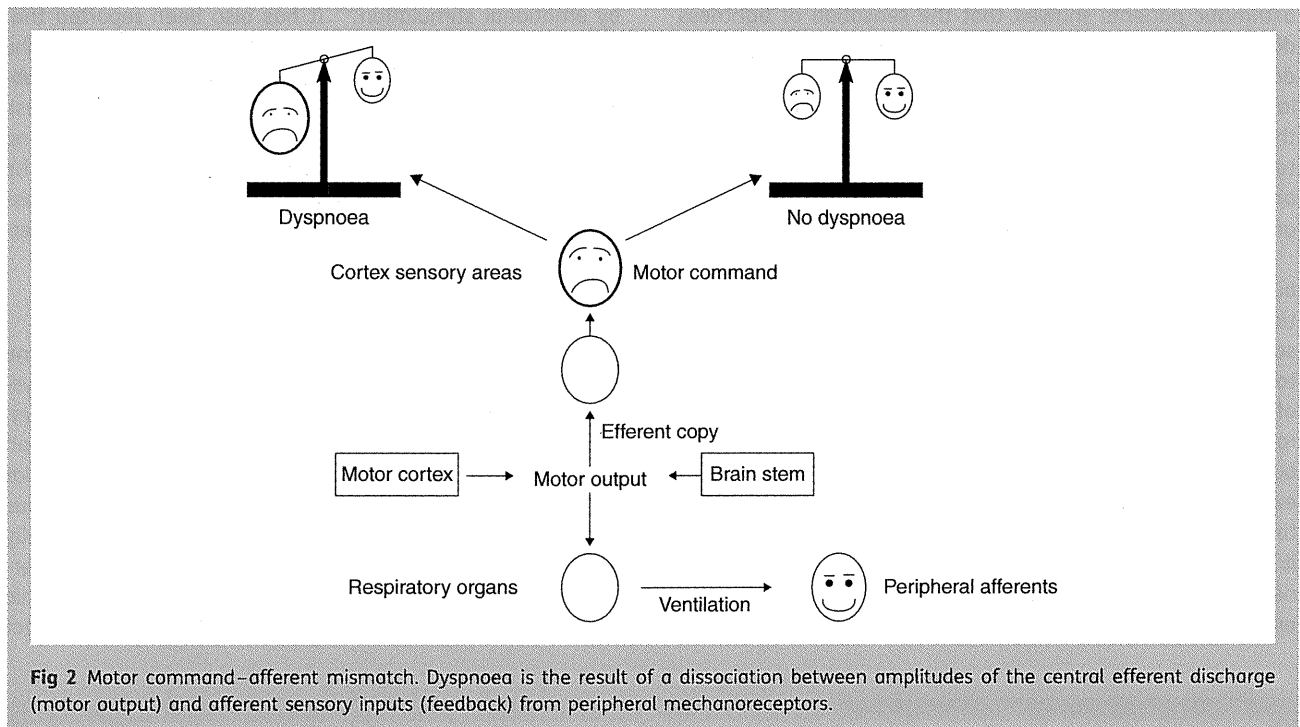 Dyspnoea
No dyspnoea
Cortex sensory areas
Motor command
Efferent copy
Motor cortex
Motor output
Brain stem
Respiratory organs
Ventilation
Peripheral afferents
Fig 2 Motor command–afferent mismatch. Dyspnoea is the result of a dissociation between amplitudes of the central efferent discharge
(motor output) and afferent sensory inputs (feedback) from peripheral mechanoreceptors.